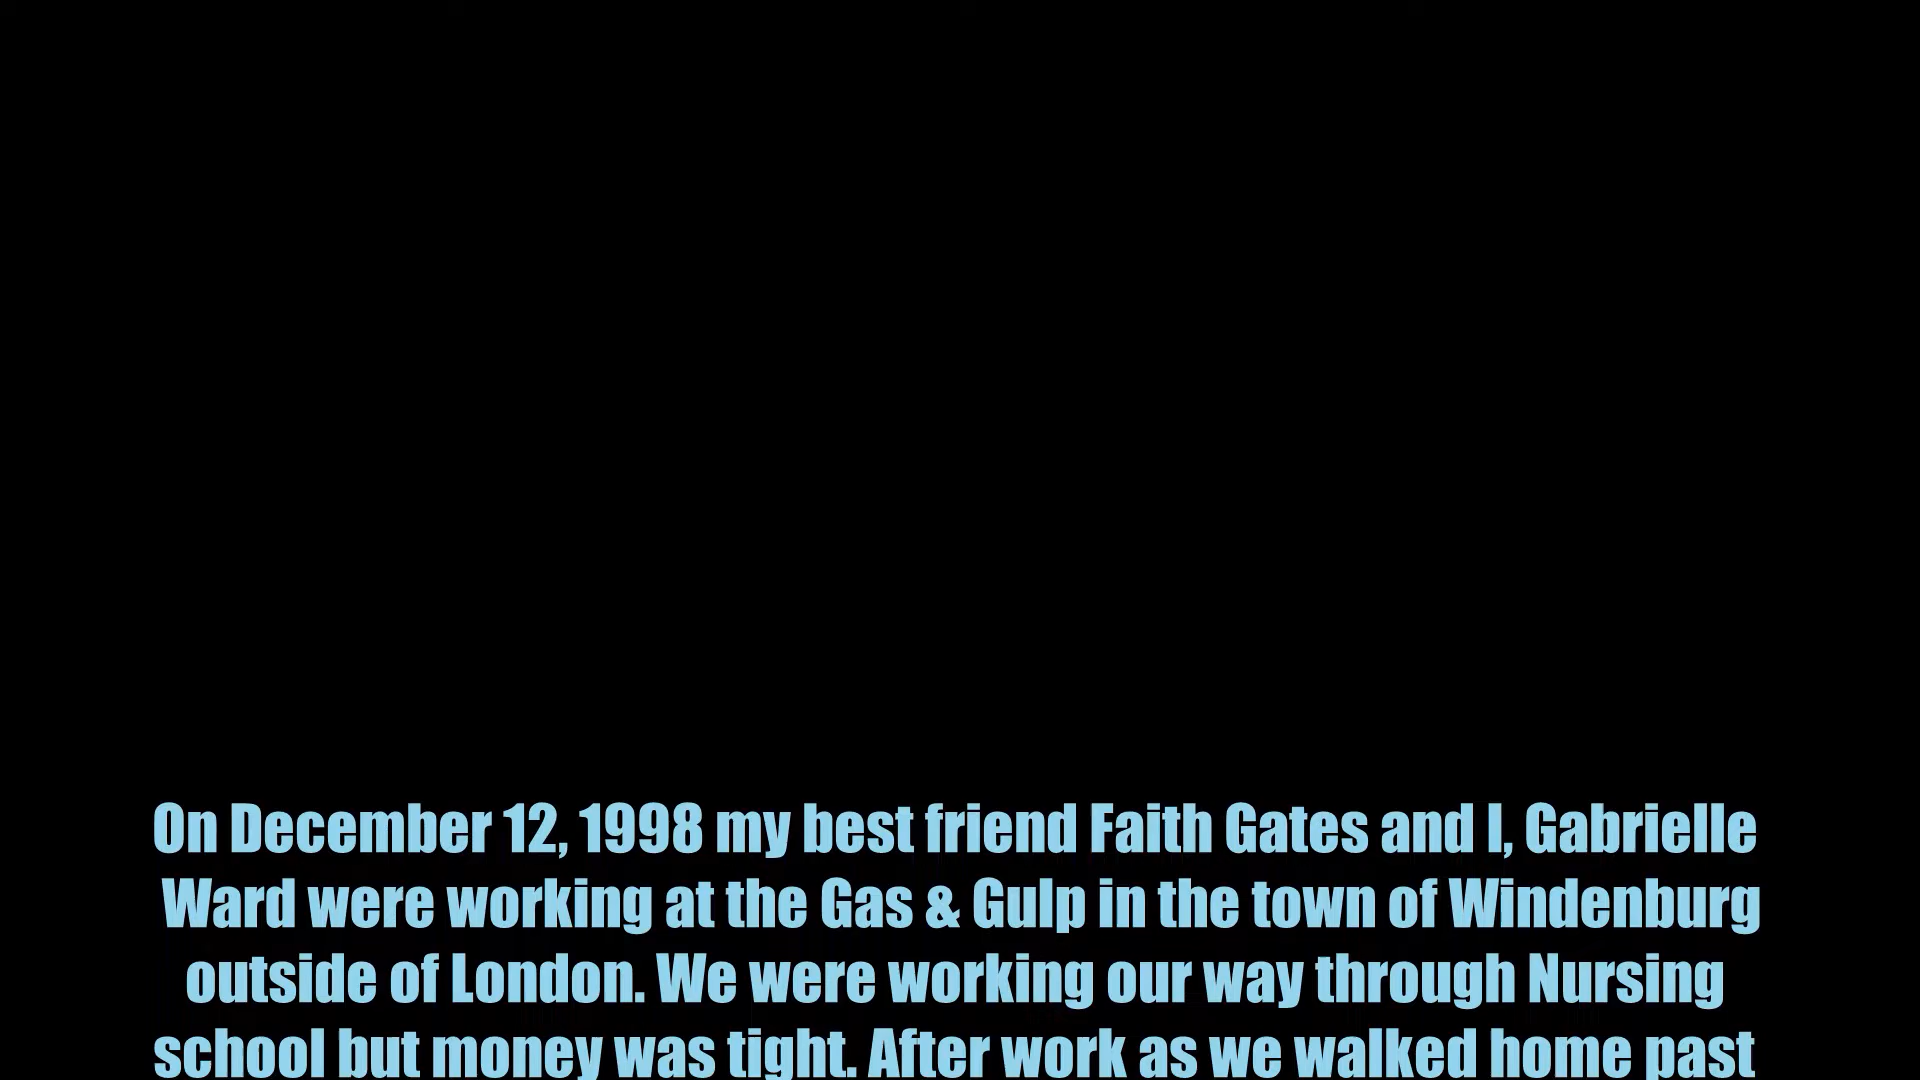 On December 12, 1998 my best friend Faith Gates and I, Gabrielle
Ward were working at the Gas & Gulp in the town of Windenburg
outside of London. We were working our way through Nursing
school but money was tight. After work as we walked home past